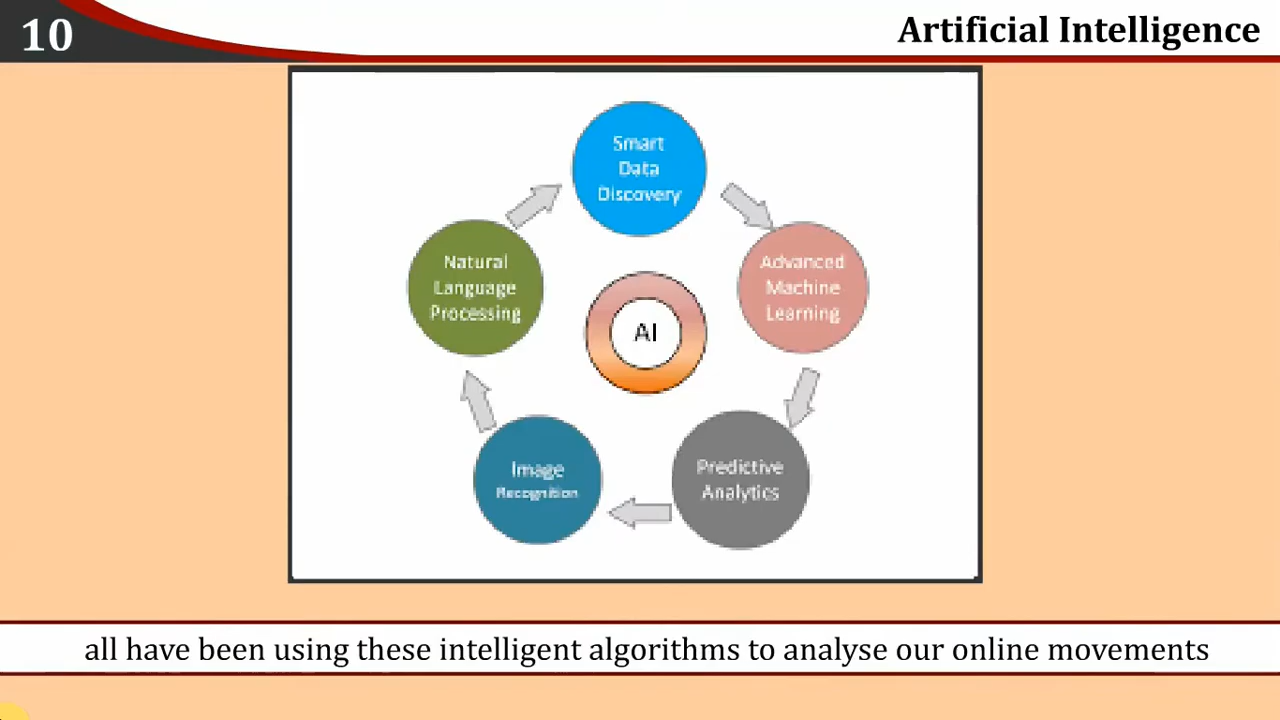 10
Artificial Intelligence
Smart
Data
Discovery
Natural
Language
Processing
Advanced
Machine
Learning
AI
Image
Recognition
Predictive
Analytics
all have been using these intelligent algorithms to analyse our online movements